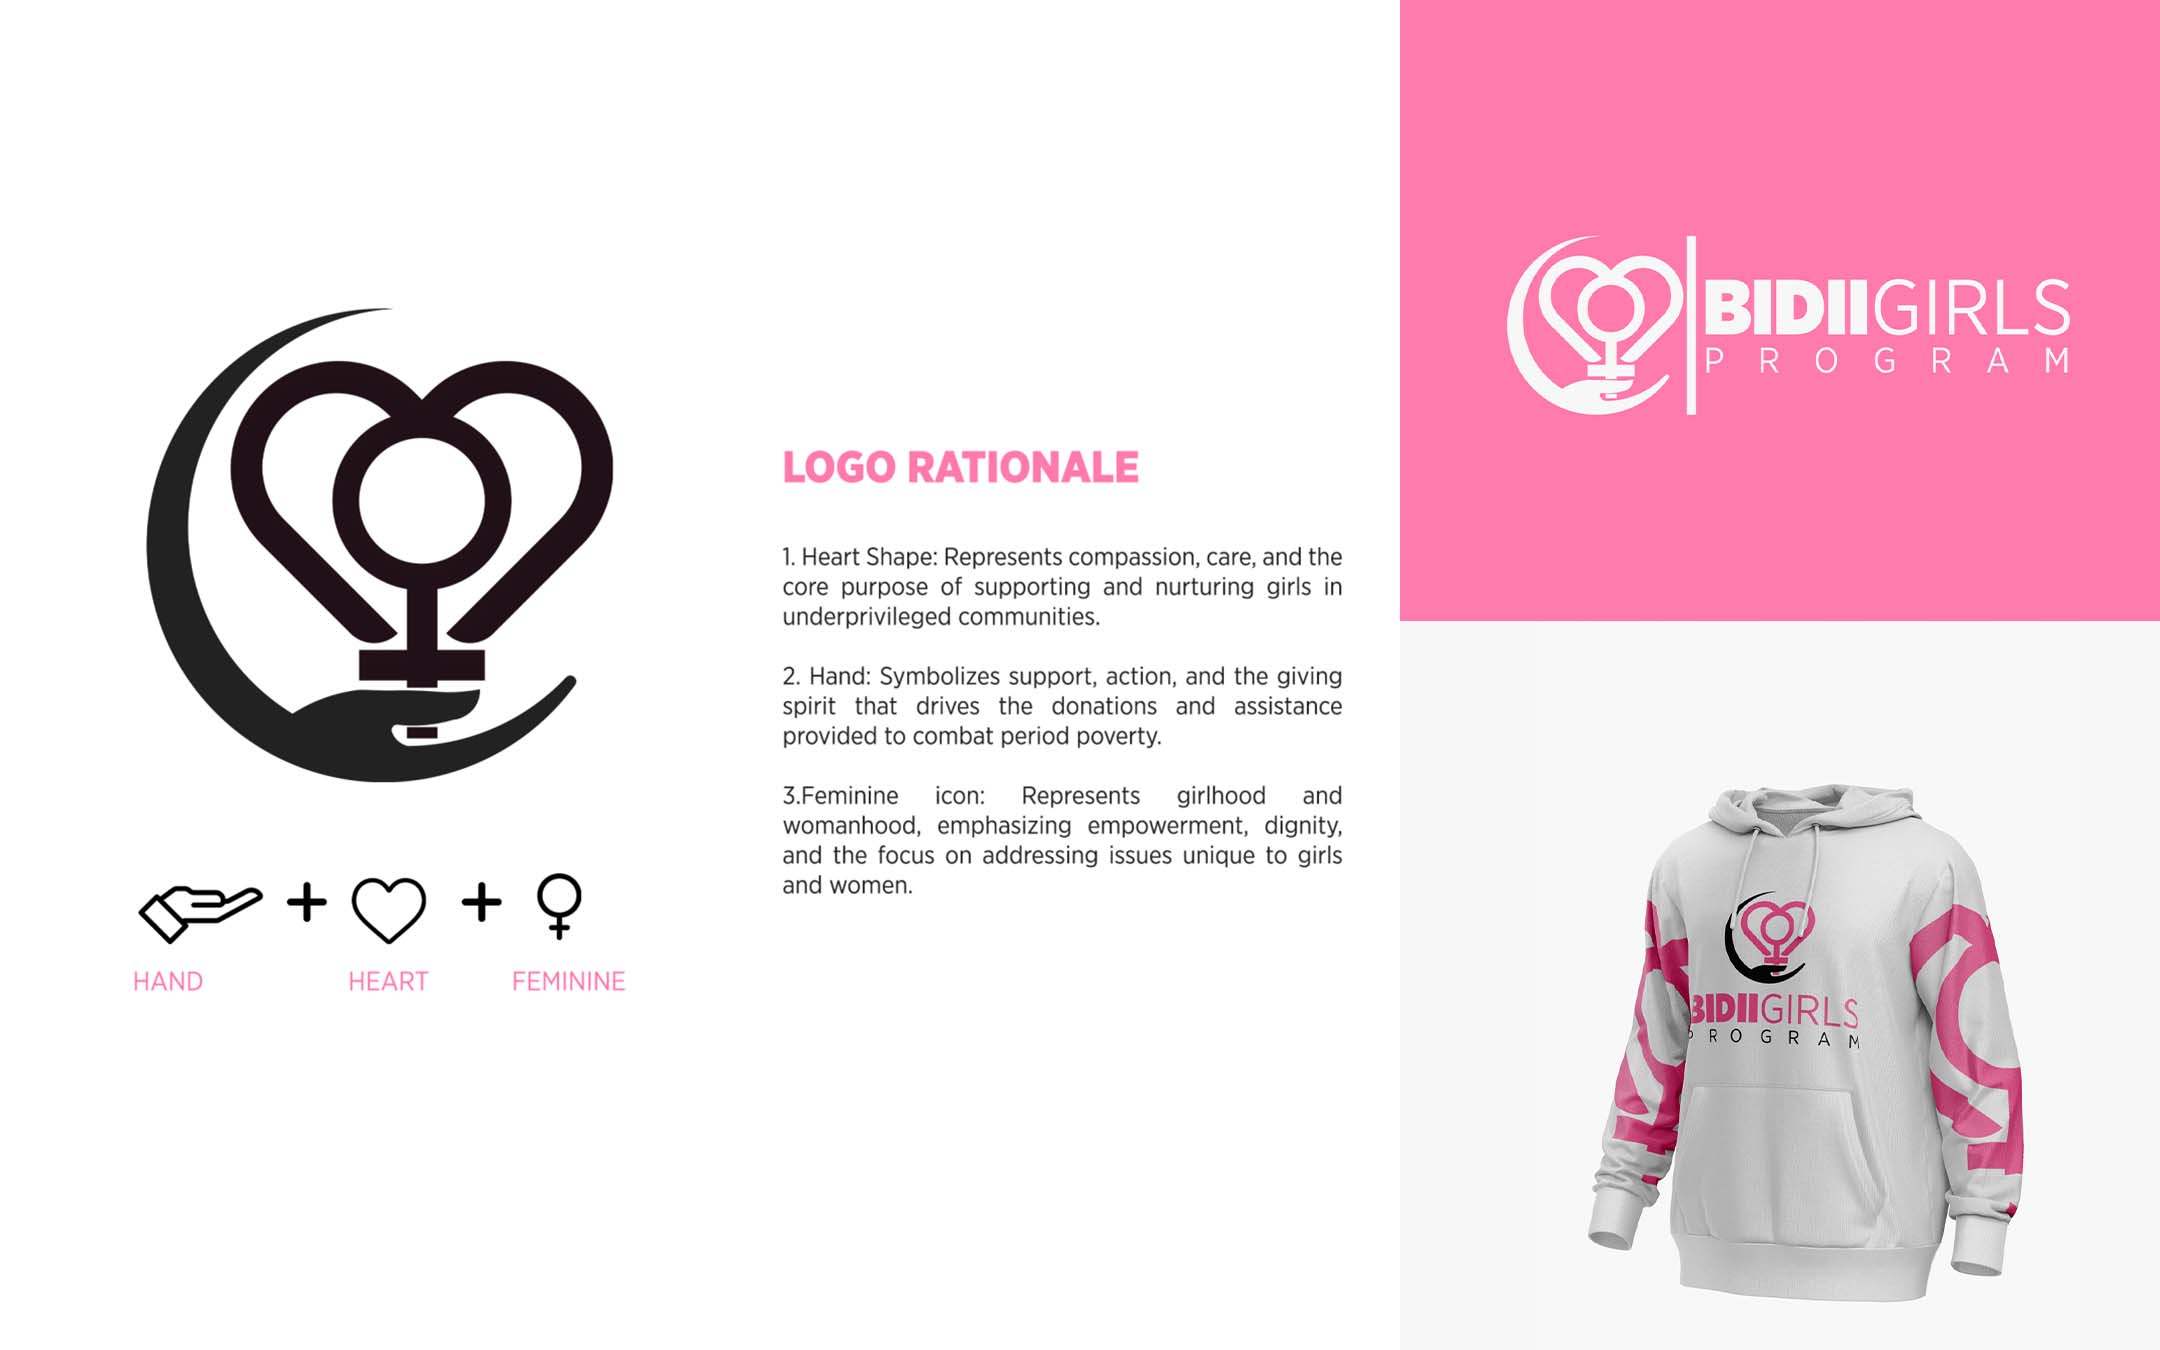 HAND
HEART
FEMININE
LOGO RATIONALE
1. Heart Shape: Represents compassion, care, and the
core purpose of supporting and nurturing girls in
underprivileged communities.
2. Hand: Symbolizes support, action, and the giving
spirit that drives the donations and assistance
provided to combat period poverty.
3.Feminine icon: Represents girlhood and
womanhood, emphasizing empowerment, dignity,
and the focus on addressing issues unique to girls
and women.
BIDIIGIRLS
PROGRAM
BIDIIGIRLS
PROGRAM